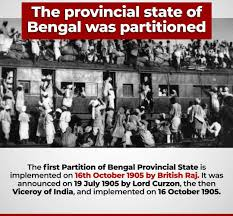 The provincial state of
Bengal was partitioned
The first Partition of Bengal Provincial State is
implemented on 16th October 1905 by British Raj. It was
announced on 19 July 1905 by Lord Curzon, the then
Viceroy of India, and implemented on 16 October 1905.